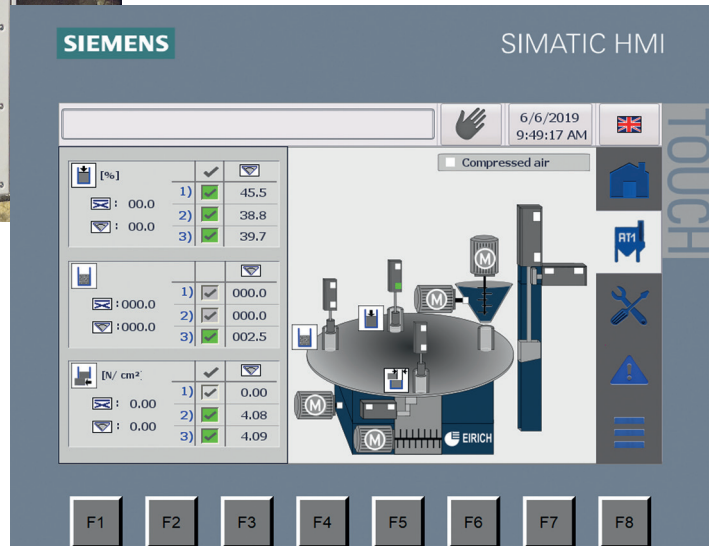 SIEMENS
SIMATIC HMI
TOUCH
6/6/2019
9:49:17 AM
[%]
: 00.0
: 00.0
1) 45.5
2) 38.8
3) 39.7
:000.0
:000.0
1) 000.0
2) 000.0
3) 002.5
[N/ cm²]
: 0.00
: 0.00
1) 0.00
2) 4.08
3) 4.09
Compressed air
M
M
M
M
EIRICH
AT1
F1 F2 F3 F4 F5 F6 F7 F8